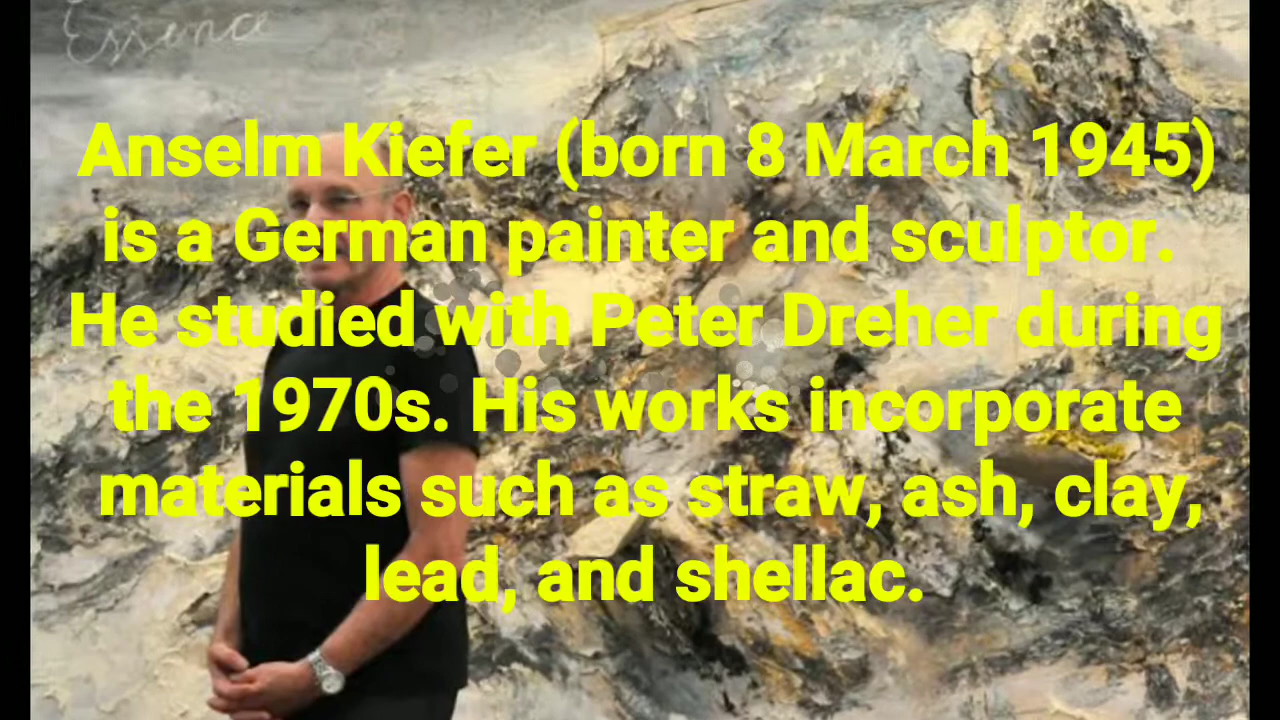 Essence
Anselm Kiefer (born 8 March 1945)
is a German painter and sculptor.
He studied with Peter Dreher during
the 1970s. His works incorporate
materials such as straw, ash, clay,
lead, and shellac.